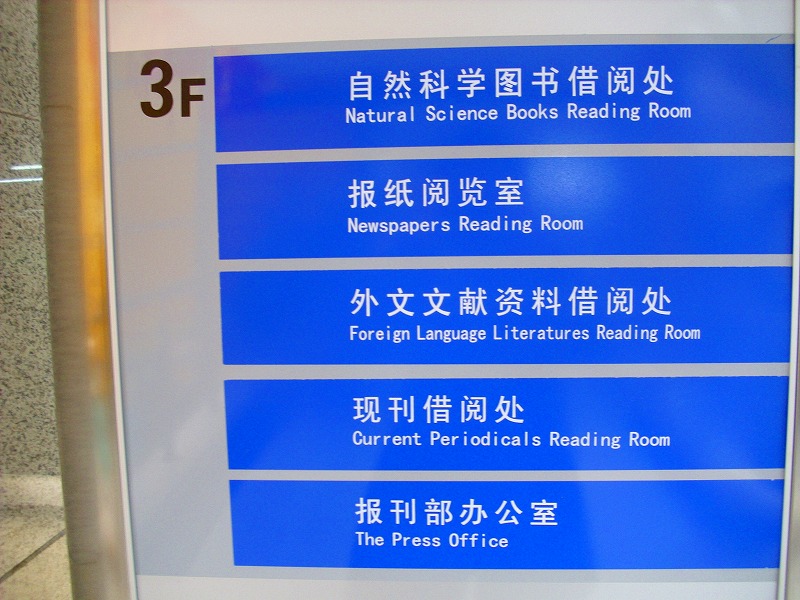 3F
自然科学图书借阅处
Natural Science Books Reading Room
报纸阅览室
Newspapers Reading Room
外文文献资料借阅处
Foreign Language Literatures Reading Room
现刊借阅处
Current Periodicals Reading Room
报刊部办公室
The Press Office